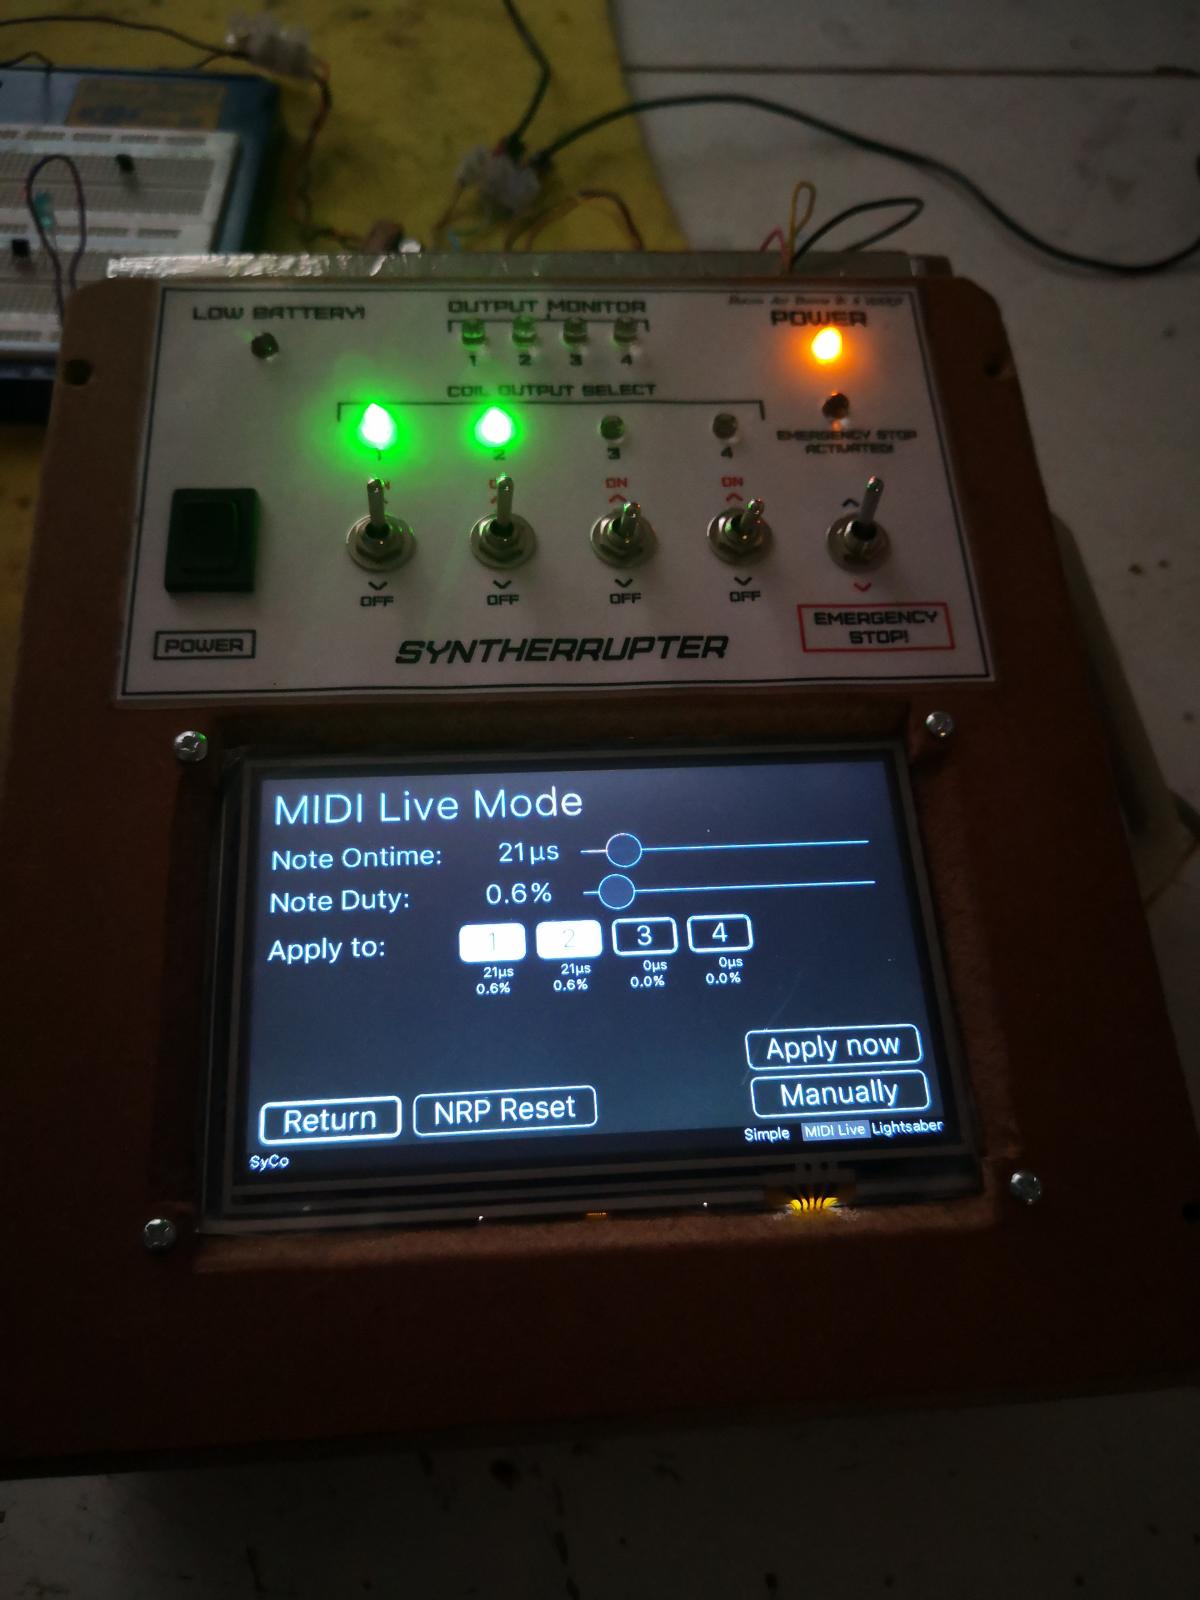 LOW BATTERY!
OUTPUT MONITOR
POWER
1 2 3 4
COIL OUTPUT SELECT
1 2 3 4
EMERGENCY STOP
ACTIVATED!
ON ON ON
OFF OFF OFF OFF
POWER
SYNTHERRUPTER
EMERGENCY
STOP!
MIDI Live Mode
Note Ontime: 21µs
Note Duty: 0.6%
Apply to: 1 2 3 4
21µs 21µs 0µs 0µs
0.6% 0.6% 0.0% 0.0%
Apply now
Return NRP Reset Manually
Simple MIDI Live Lightsaber
SyCo